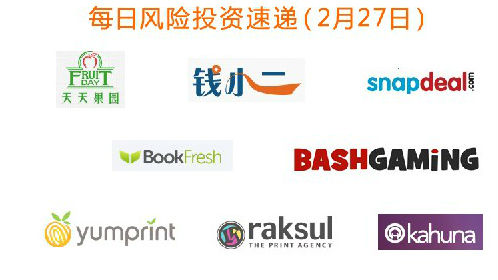 每日风险投资速递(2月27日)
FRUIT
DAY
天天果园
钱小二
snapdeal.com
BookFresh
BASHGAMING
yumprint
raksul
THE PRINT AGENCY
kahuna